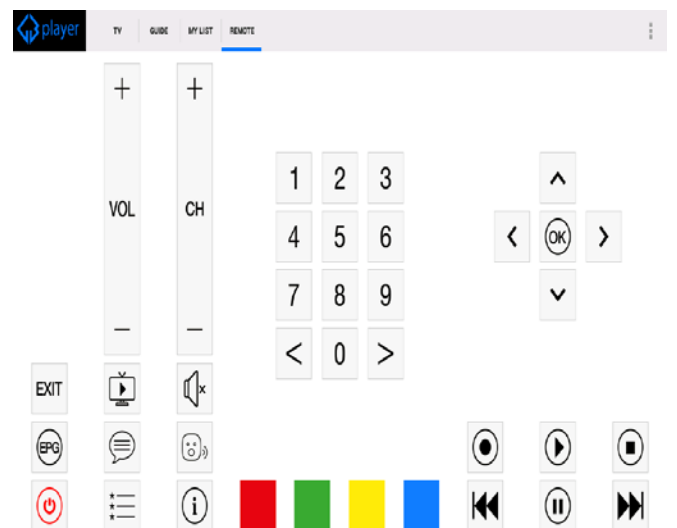 player TV GUIDE MY LIST REMOTE
+ +
1 2 3
VOL CH
4 5 6 < OK >
7 8 9
− −
< 0 >
EXIT
EPG
i